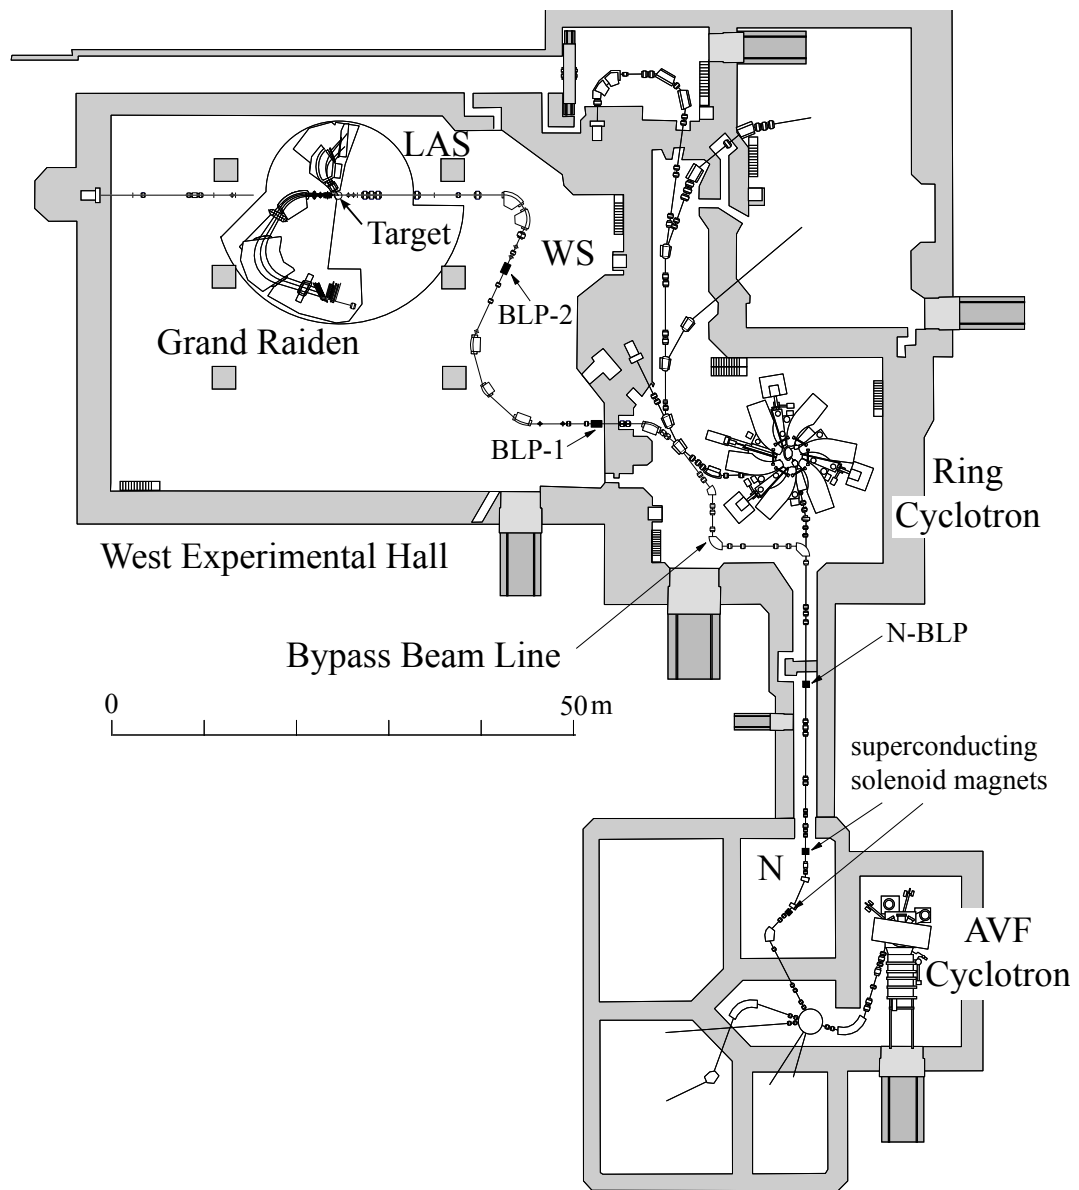 LAS
Target
WS
BLP-2
Grand Raiden
BLP-1
Ring
Cyclotron
West Experimental Hall
N-BLP
Bypass Beam Line
0
50 m
superconducting
solenoid magnets
N
AVF
Cyclotron